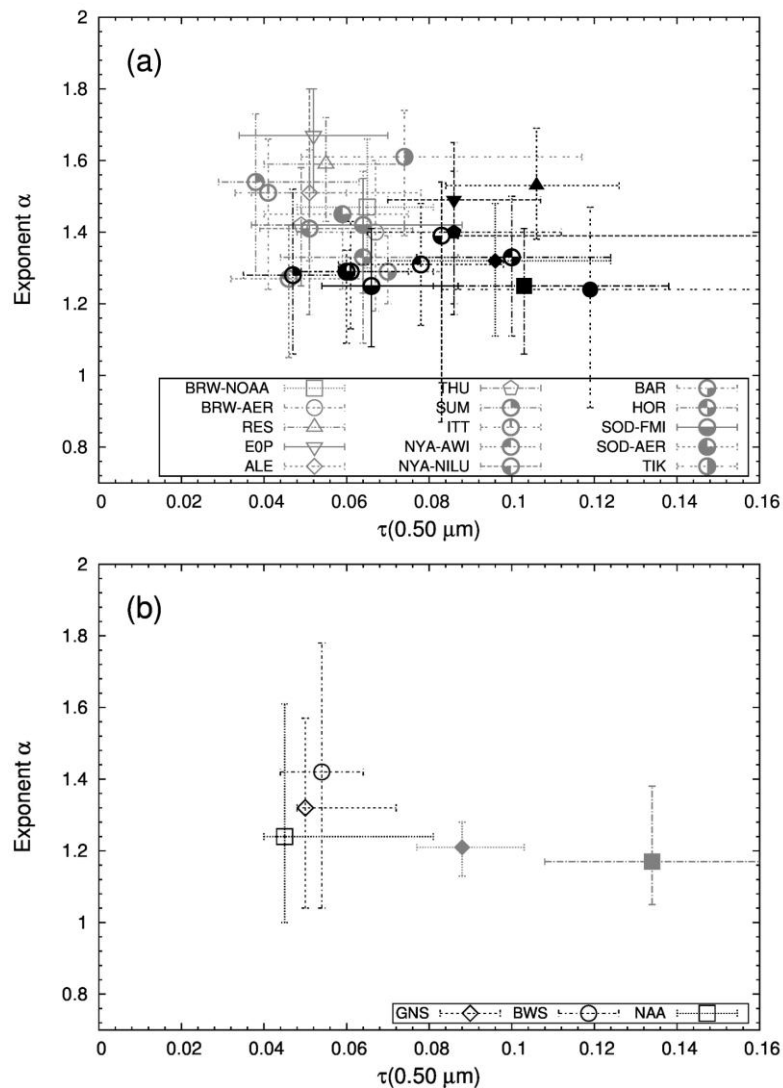 (a)
2
1.8
1.6
1.4
1.2
1
0.8
Exponent α
BRW-NOAA THU BAR
BRW-AER SUM HOR
RES ITT SOD-FMI
E0P NYA-AWI SOD-AER
ALE NYA-NILU TIK
0 0.02 0.04 0.06 0.08 0.1 0.12 0.14 0.16
τ(0.50 μm)
(b)
2
1.8
1.6
1.4
1.2
1
0.8
Exponent α
GNS BWS NAA
0 0.02 0.04 0.06 0.08 0.1 0.12 0.14 0.16
τ(0.50 μm)